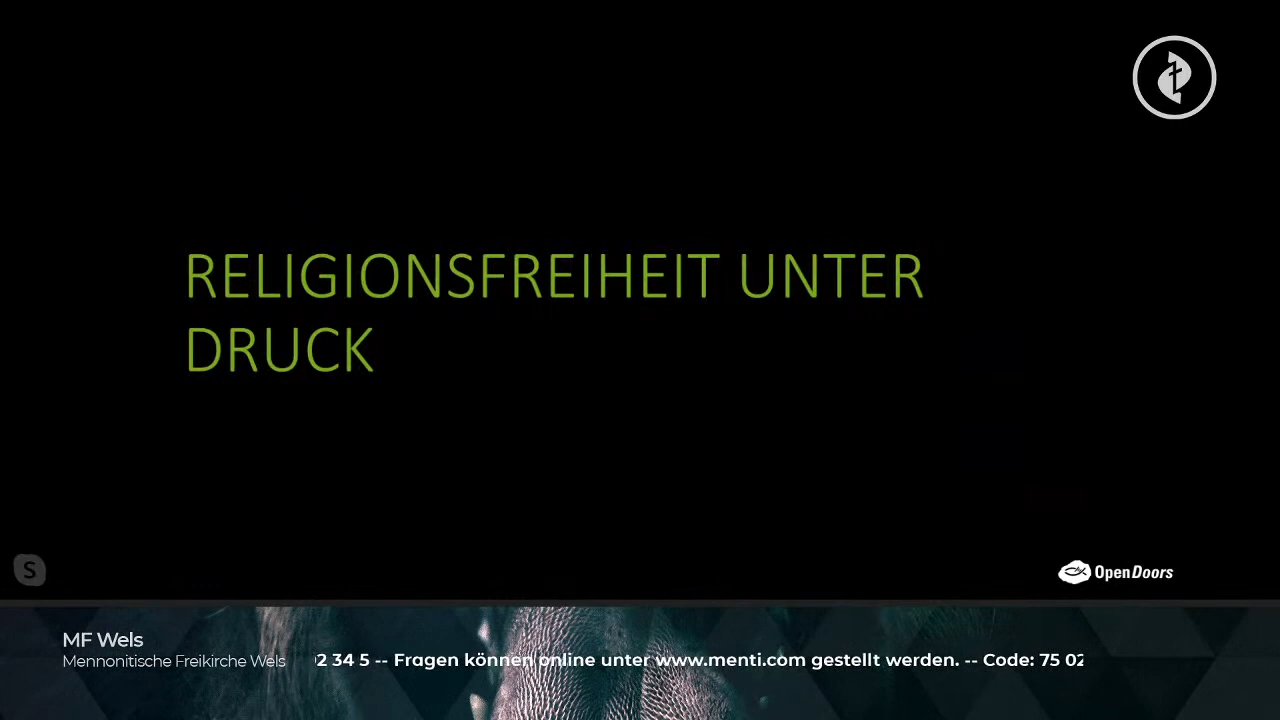 RELIGIONSFREIHEIT UNTER
DRUCK
S
OpenDoors
MF Wels
Mennonitische Freikirche Wels
2 34 5 -- Fragen können online unter www.menti.com gestellt werden. -- Code: 75 02